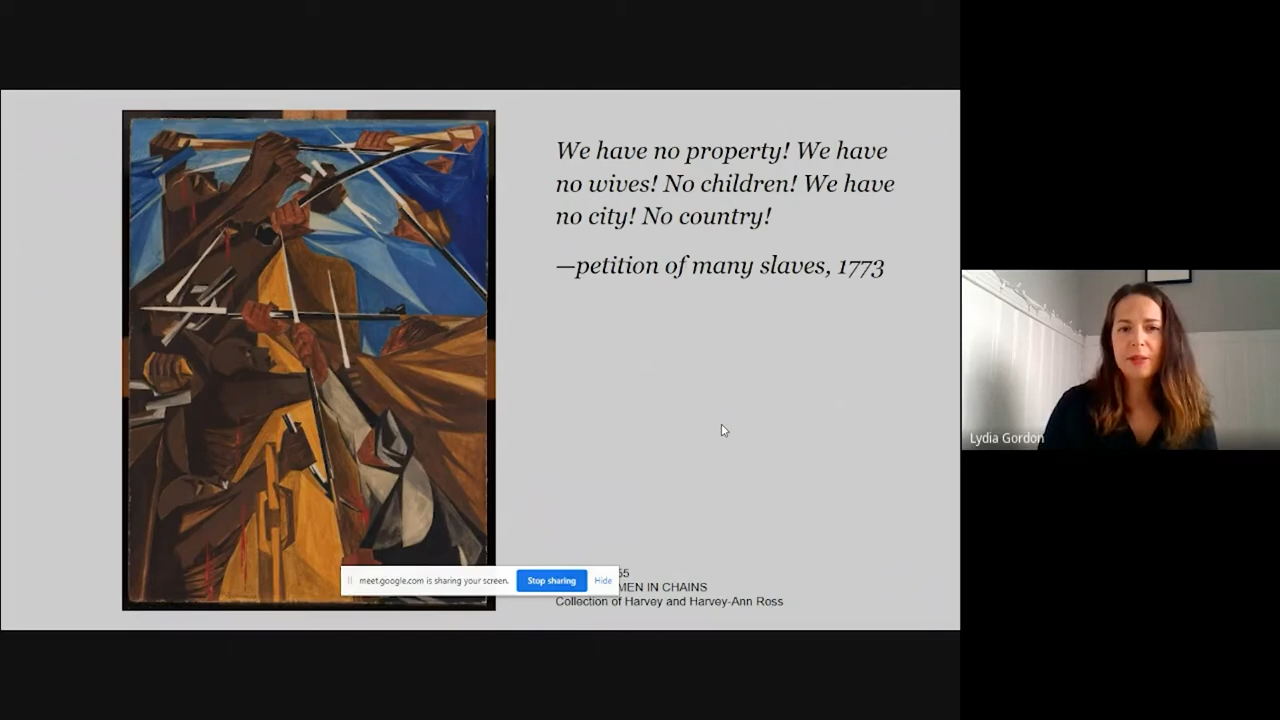 We have no property! We have
no wives! No children! We have
no city! No country!
—petition of many slaves, 1773
Lydia Gordon
meet.google.com is sharing your screen.
Stop sharing
Hide
55
MEN IN CHAINS
Collection of Harvey and Harvey-Ann Ross